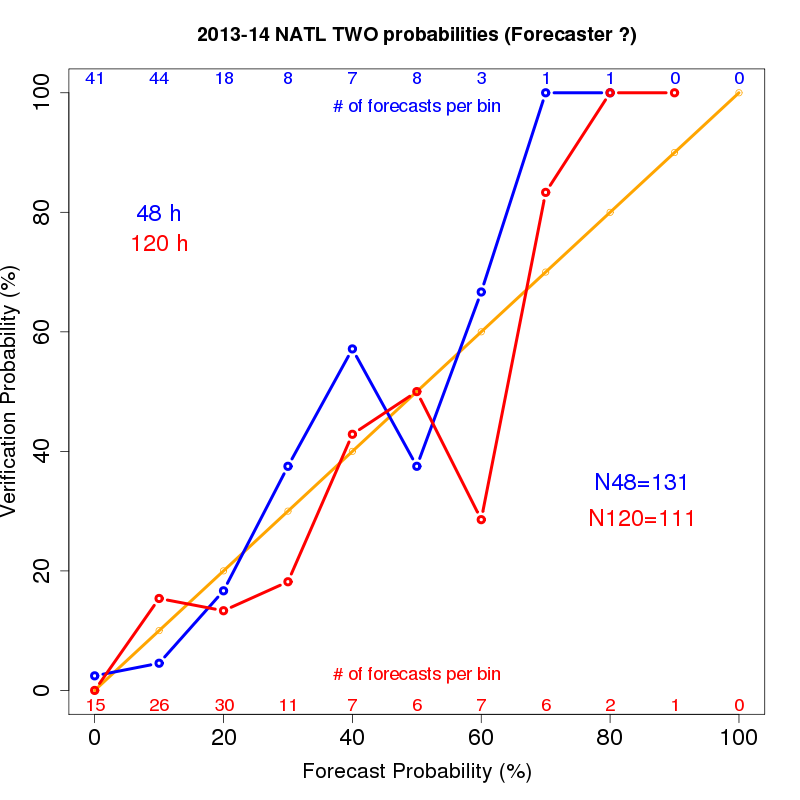 2013-14 NATL TWO probabilities (Forecaster ?)
41 44 18 8 7 8 3 1 1 0 0
# of forecasts per bin
100
80
60
40
20
0
Verification Probability (%)
48 h
120 h
N48=131
N120=111
# of forecasts per bin
15 26 30 11 7 6 7 6 2 1 0
0 20 40 60 80 100
Forecast Probability (%)